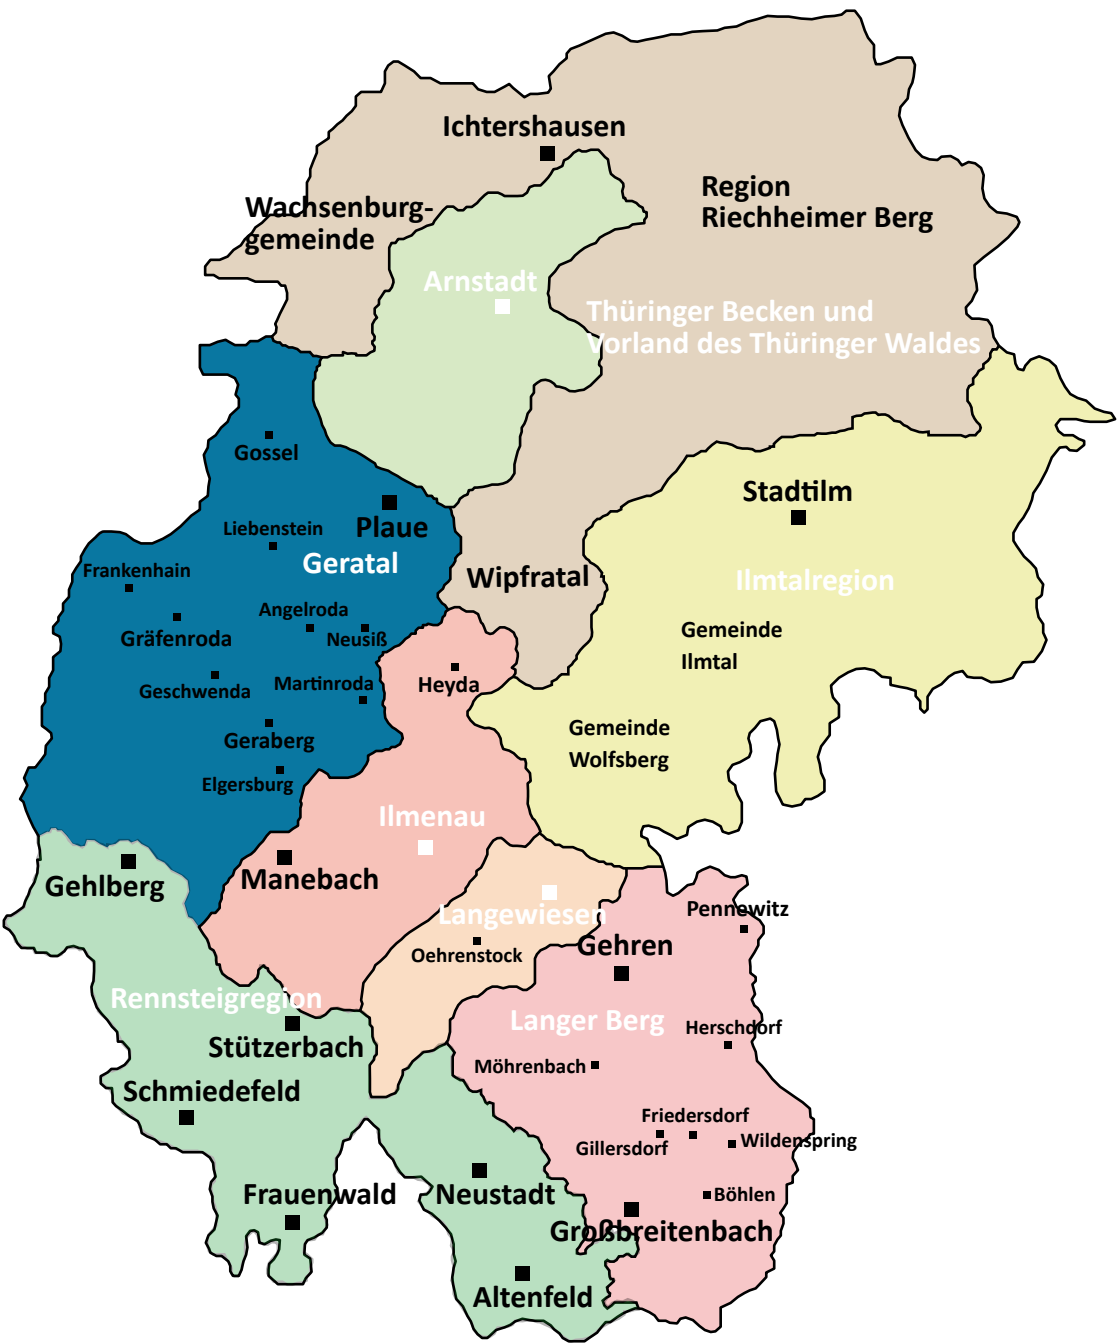 Ichtershausen
Region
Riechheimer Berg
Wachsenburg-
gemeinde
Arnstadt
Thüringer Becken und
Vorland des Thüringer Waldes
Gossel
Stadtilm
Plaue
Liebenstein
Geratal
Frankenhain
Wipfratal
Ilmtalregion
Angelroda
Gräfenroda
Neusiß
Gemeinde
Ilmtal
Geschwenda
Martinroda
Heyda
Geraberg
Gemeinde
Wolfsberg
Elgersburg
Ilmenau
Gehlberg
Manebach
Langewiesen
Pennewitz
Oehrenstock
Gehren
Rennsteigregion
Langer Berg
Herschdorf
Stützerbach
Möhrenbach
Schmiedefeld
Friedersdorf
Gillersdorf
Wildenspring
Frauenwald
Neustadt
Böhlen
Großbreitenbach
Altenfeld